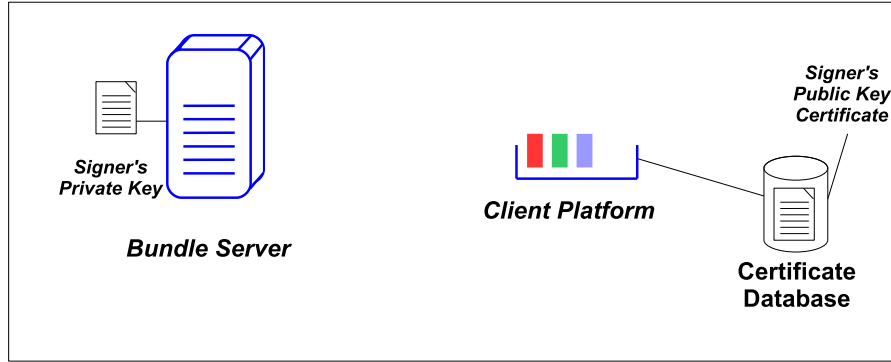 Signer's
Private Key
Bundle Server
Client Platform
Signer's
Public Key
Certificate
Certificate
Database